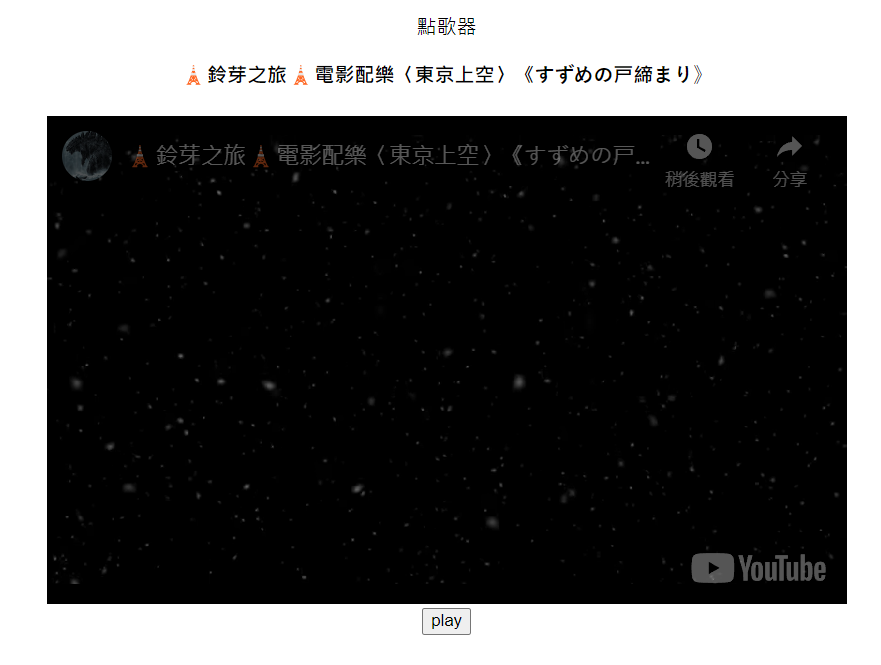 點歌器
🗼 鈴芽之旅 🗼 電影配樂〈東京上空〉《すずめの戸締まり》
🗼 鈴芽之旅 🗼 電影配樂〈東京上空〉《すずめの戸...
稍後觀看
分享
YouTube
play